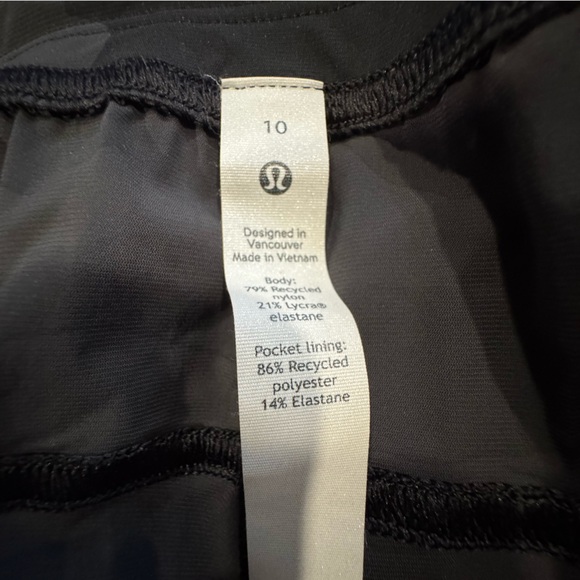 10
Designed in
Vancouver
Made in Vietnam
Body:
79% Recycled
nylon
21% Lycra®
elastane
Pocket lining:
86% Recycled
polyester
14% Elastane